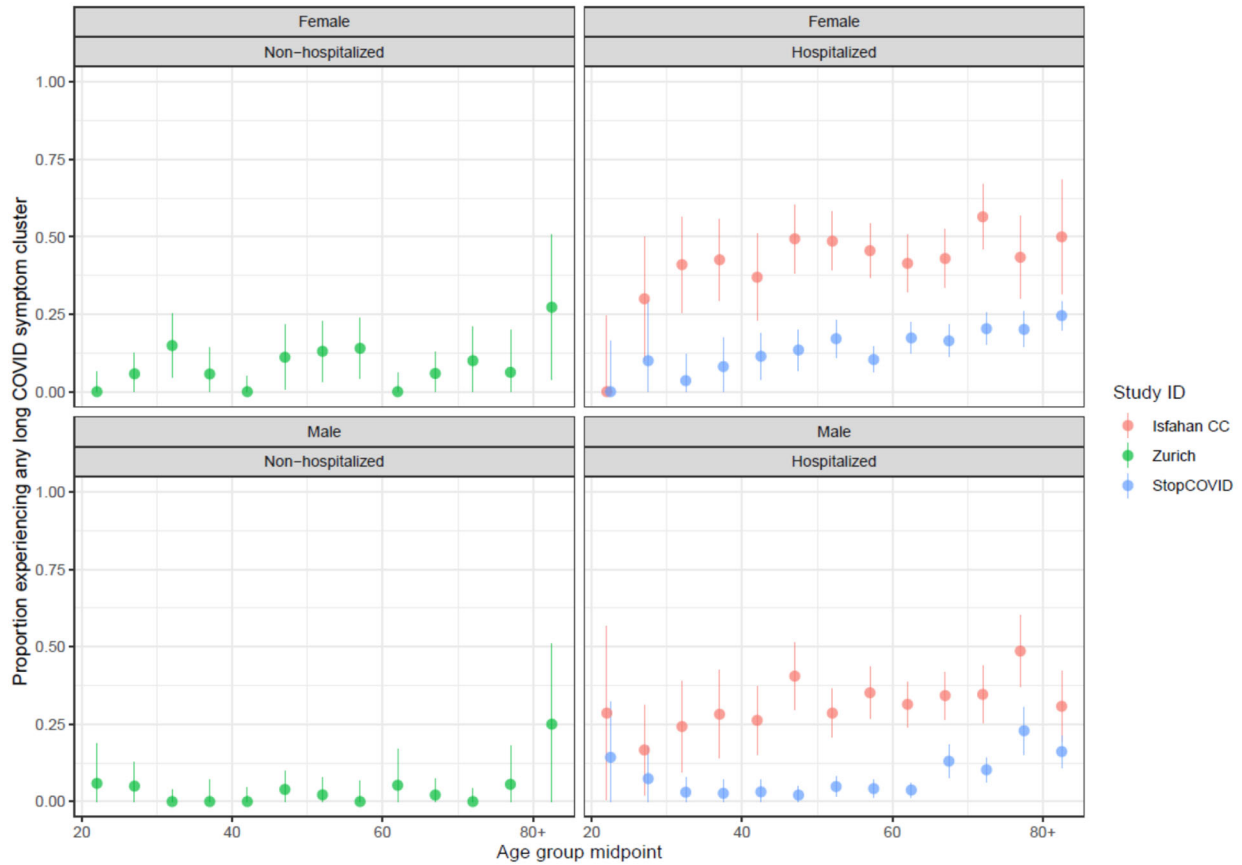 Female
Female
Non−hospitalized
Hospitalized
1.00
0.75
0.50
0.25
0.00
Male
Male
Non−hospitalized
Hospitalized
1.00
0.75
0.50
0.25
0.00
20
40
60
80+
20
40
60
80+
Age group midpoint
Proportion experiencing any long COVID symptom cluster
Study ID
Isfahan CC
Zurich
StopCOVID